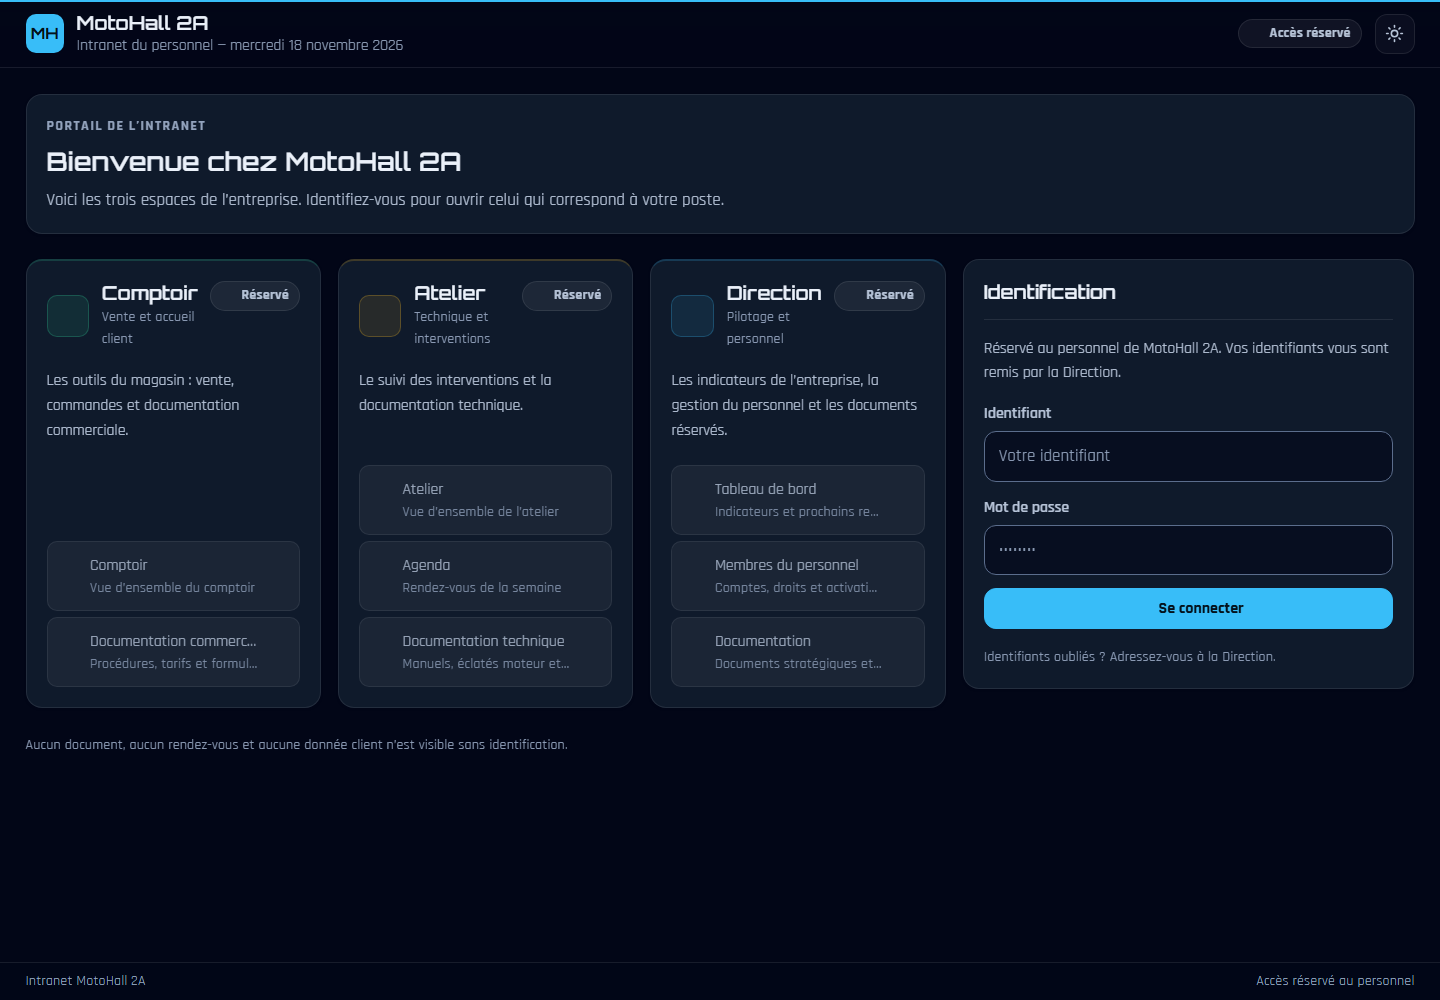 MH
MotoHall 2A
Intranet du personnel — mercredi 18 novembre 2026
Accès réservé
PORTAIL DE L'INTRANET
Bienvenue chez MotoHall 2A
Voici les trois espaces de l'entreprise. Identifiez-vous pour ouvrir celui qui correspond à votre poste.
Comptoir
Réservé
Vente et accueil
client
Les outils du magasin : vente,
commandes et documentation
commerciale.
Comptoir
Vue d'ensemble du comptoir
Documentation commerc...
Procédures, tarifs et formul...
Atelier
Réservé
Technique et
interventions
Le suivi des interventions et la
documentation technique.
Atelier
Vue d'ensemble de l'atelier
Agenda
Rendez-vous de la semaine
Documentation technique
Manuels, éclatés moteur et...
Direction
Réservé
Pilotage et
personnel
Les indicateurs de l'entreprise, la
gestion du personnel et les documents
réservés.
Tableau de bord
Indicateurs et prochains re...
Membres du personnel
Comptes, droits et activati...
Documentation
Documents stratégiques et...
Identification
Réservé au personnel de MotoHall 2A. Vos identifiants vous sont
remis par la Direction.
Identifiant
Votre identifiant
Mot de passe
........
Se connecter
Identifiants oubliés ? Adressez-vous à la Direction.
Aucun document, aucun rendez-vous et aucune donnée client n'est visible sans identification.
Intranet MotoHall 2A
Accès réservé au personnel